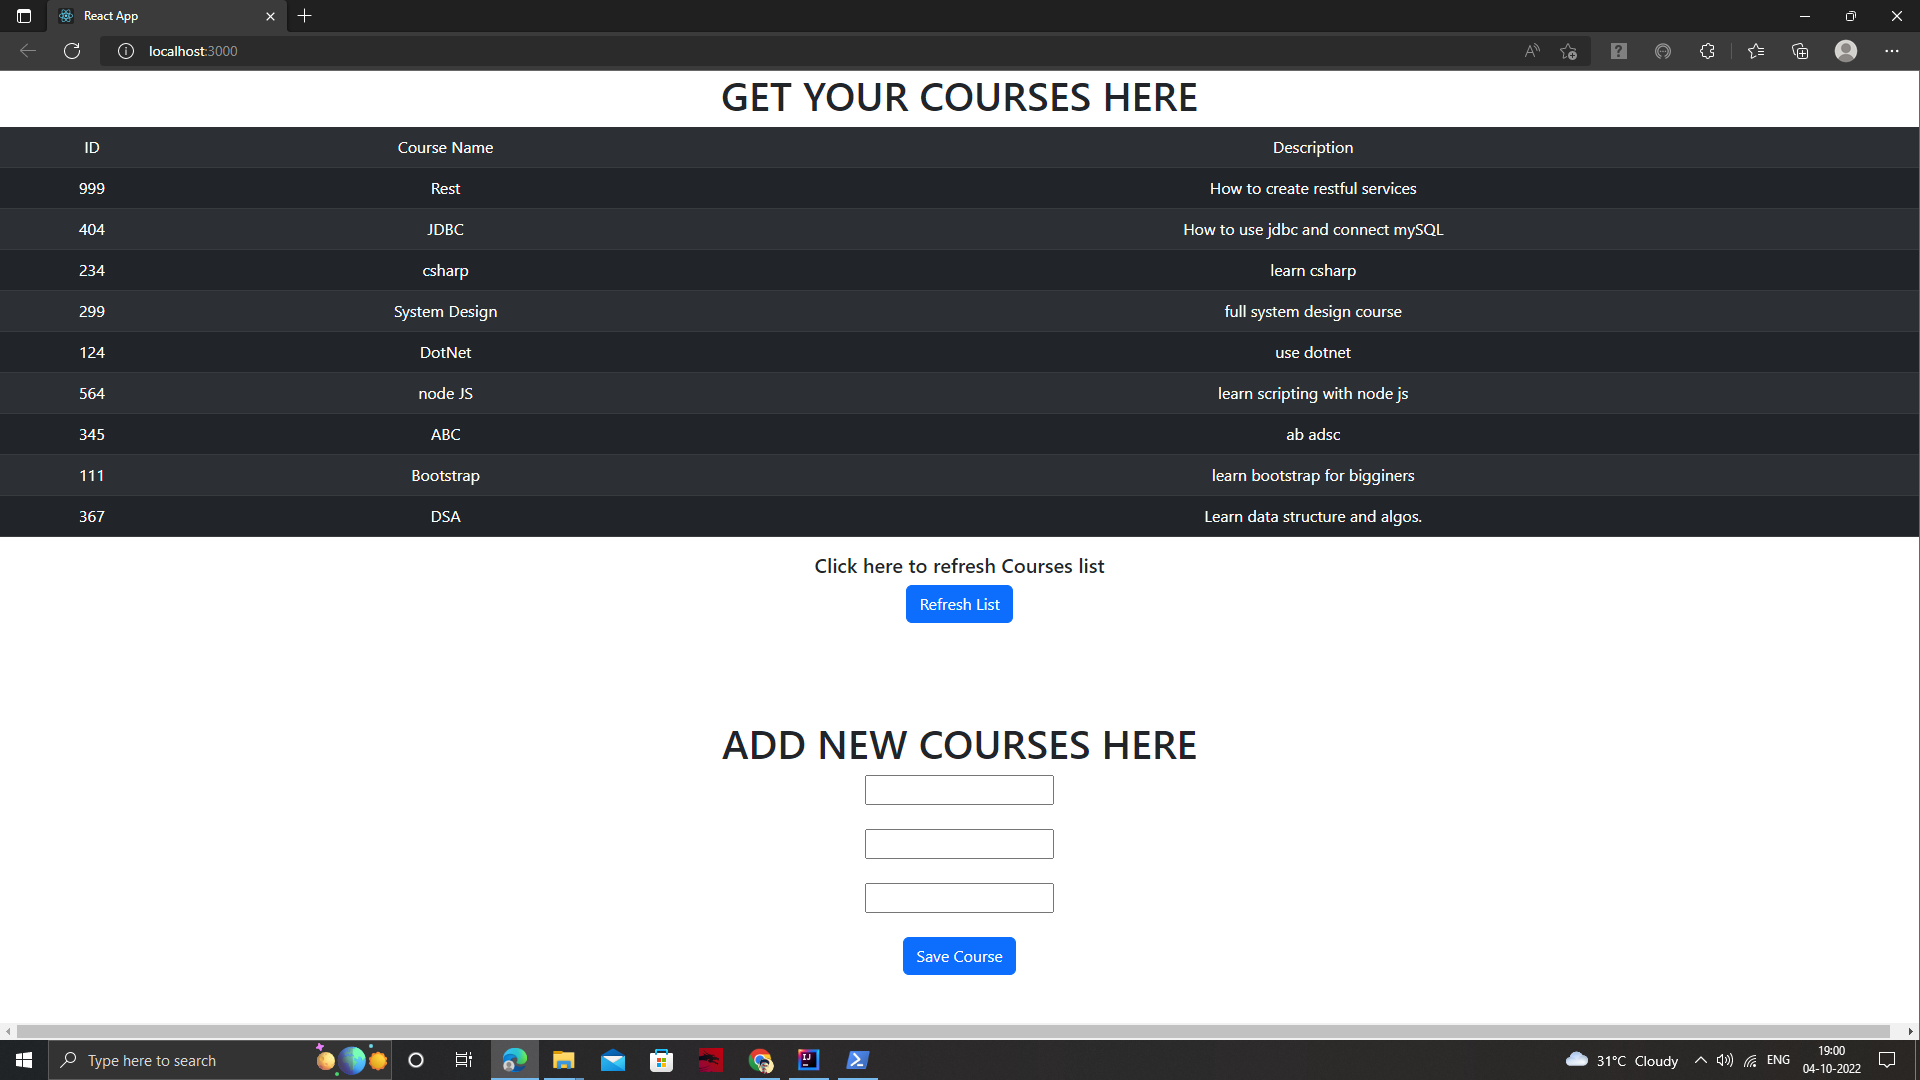 React App
localhost:3000
GET YOUR COURSES HERE
ID Course Name Description
999 Rest How to create restful services
404 JDBC How to use jdbc and connect mySQL
234 csharp learn csharp
299 System Design full system design course
124 DotNet use dotnet
564 node JS learn scripting with node js
345 ABC ab adsc
111 Bootstrap learn bootstrap for bigginers
367 DSA Learn data structure and algos.
Click here to refresh Courses list
Refresh List
ADD NEW COURSES HERE
Save Course
Type here to search
31°C Cloudy
ENG
19:00
04-10-2022